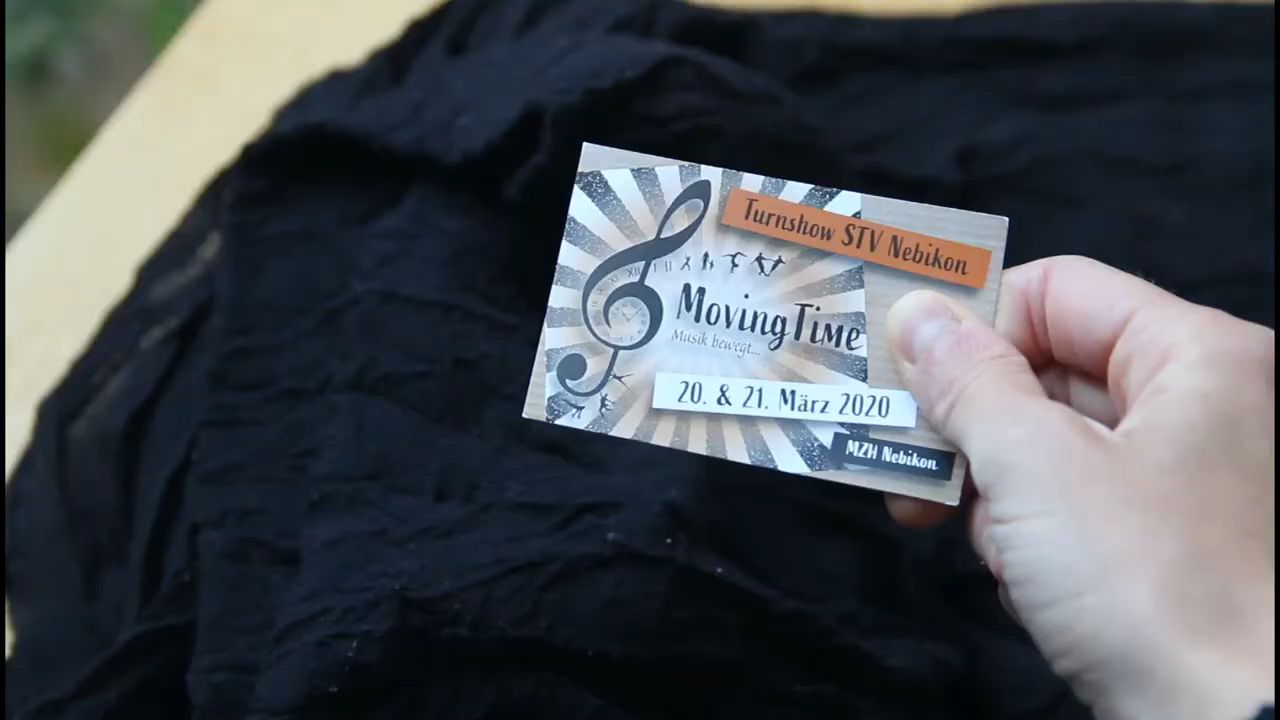 Turnshow STV Nebikon
MovingTime
Musik bewegt...
20. & 21. März 2020
MZH Nebikon